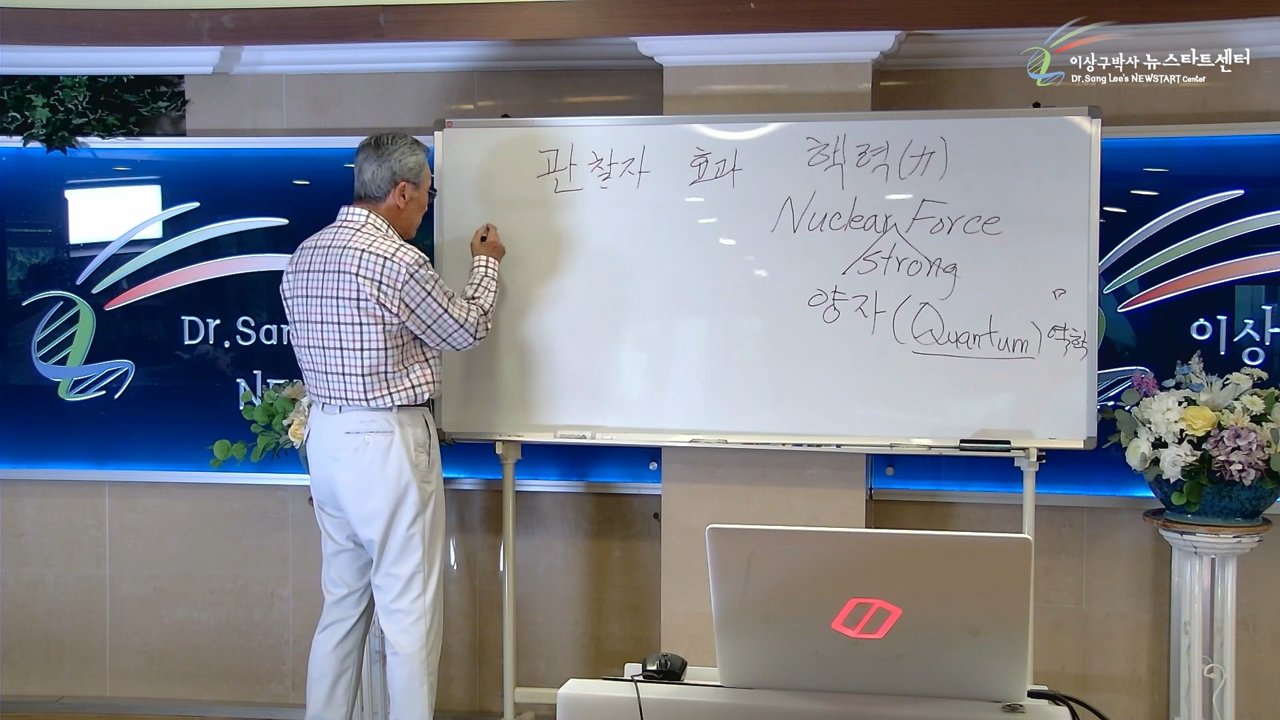 이상구박사 뉴스타트센터
Dr. Sang Lee's NEWSTART Center
관찰자 효과 핵력(力)
Nuclear Force
strong
양자 (Quantum) 역학
Dr.San
이상